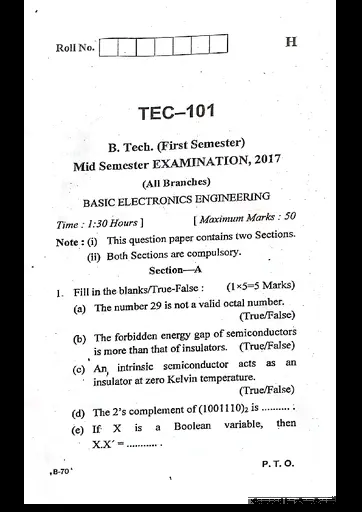 Roll No.
H
TEC–101
B. Tech. (First Semester)
Mid Semester EXAMINATION, 2017
(All Branches)
BASIC ELECTRONICS ENGINEERING
Time : 1:30 Hours ] [ Maximum Marks : 50
Note : (i) This question paper contains two Sections.
(ii) Both Sections are compulsory.
Section—A
1. Fill in the blanks/True-False : (1×5=5 Marks)
(a) The number 29 is not a valid octal number.
(True/False)
(b) The forbidden energy gap of semiconductors
is more than that of insulators. (True/False)
(c) An intrinsic semiconductor acts as an
insulator at zero Kelvin temperature.
(True/False)
(d) The 2's complement of (1001110)₂ is .......... :
(e) If X is a Boolean variable, then
X.X′ = ........... .
B-70
P. T. O.